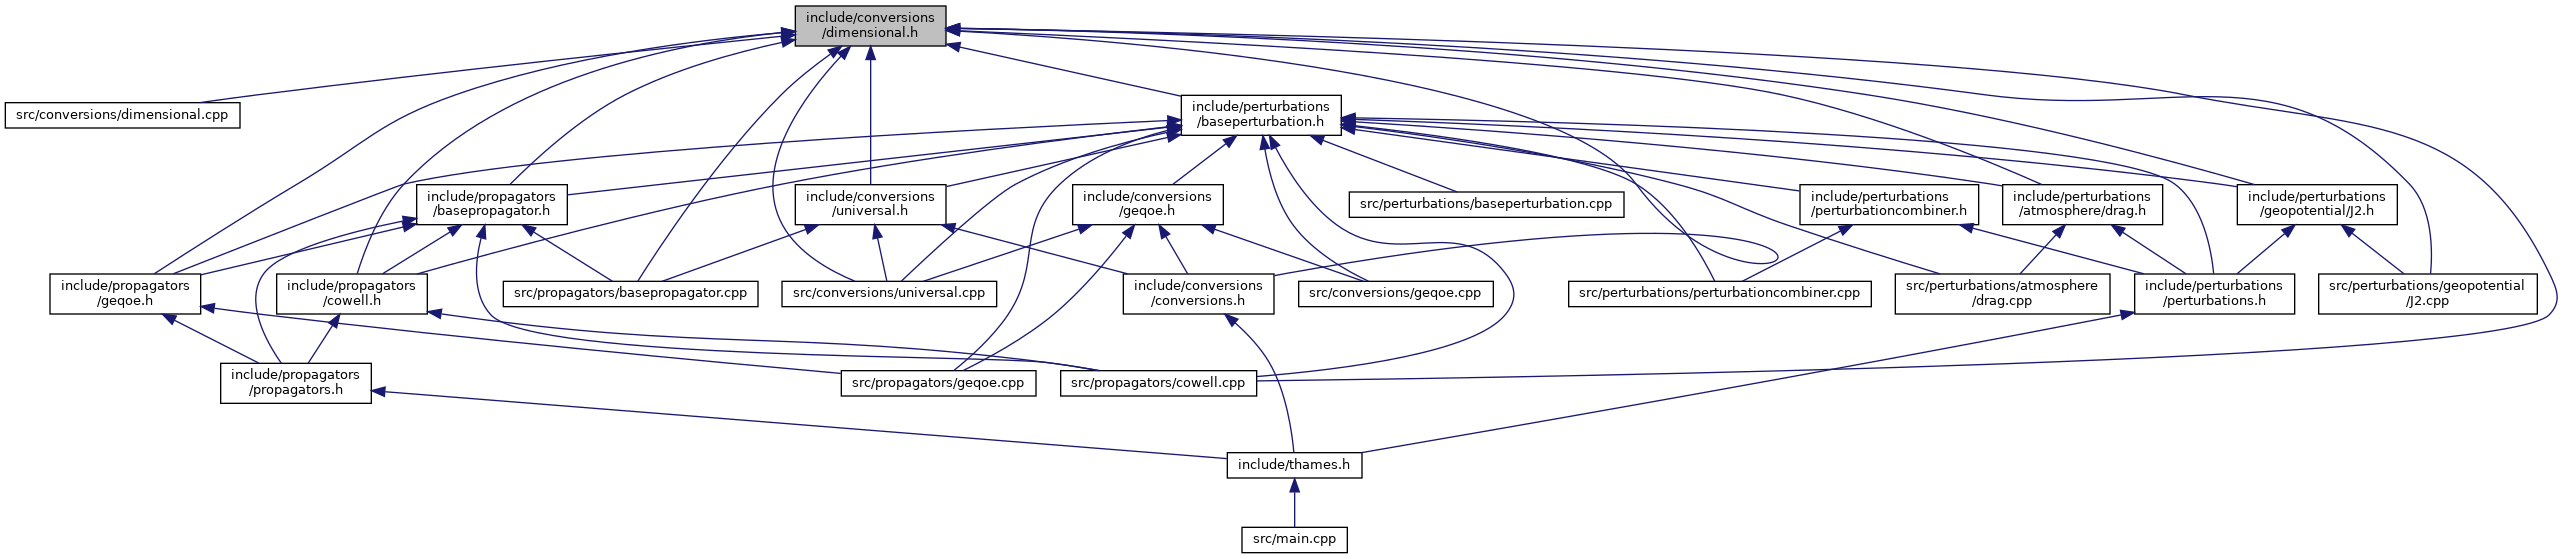 include/conversions
/dimensional.h
src/conversions/dimensional.cpp
include/perturbations
/baseperturbation.h
include/propagators
/basepropagator.h
include/conversions
/universal.h
include/conversions
/geqoe.h
src/perturbations/baseperturbation.cpp
include/perturbations
/perturbationcombiner.h
include/perturbations
/atmosphere/drag.h
include/perturbations
/geopotential/J2.h
include/propagators
/geqoe.h
include/propagators
/cowell.h
src/propagators/basepropagator.cpp
src/conversions/universal.cpp
include/conversions
/conversions.h
src/conversions/geqoe.cpp
src/perturbations/perturbationcombiner.cpp
src/perturbations/atmosphere
/drag.cpp
include/perturbations
/perturbations.h
src/perturbations/geopotential
/J2.cpp
include/propagators
/propagators.h
src/propagators/geqoe.cpp
src/propagators/cowell.cpp
include/thames.h
src/main.cpp